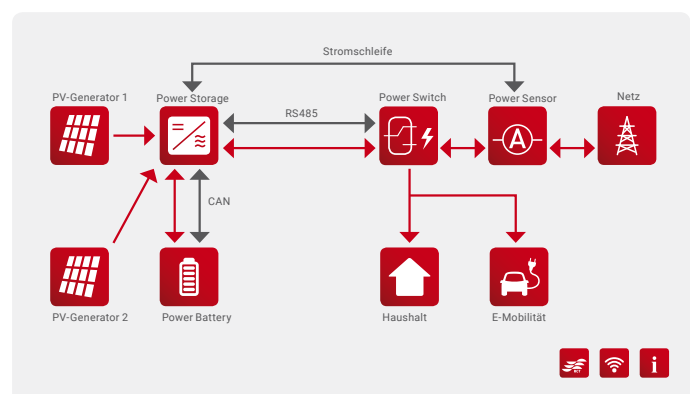 Stromschleife
PV-Generator 1
Power Storage
Power Switch
Power Sensor
Netz
RS485
A
CAN
PV-Generator 2
Power Battery
Haushalt
E-Mobilität
RCT
i